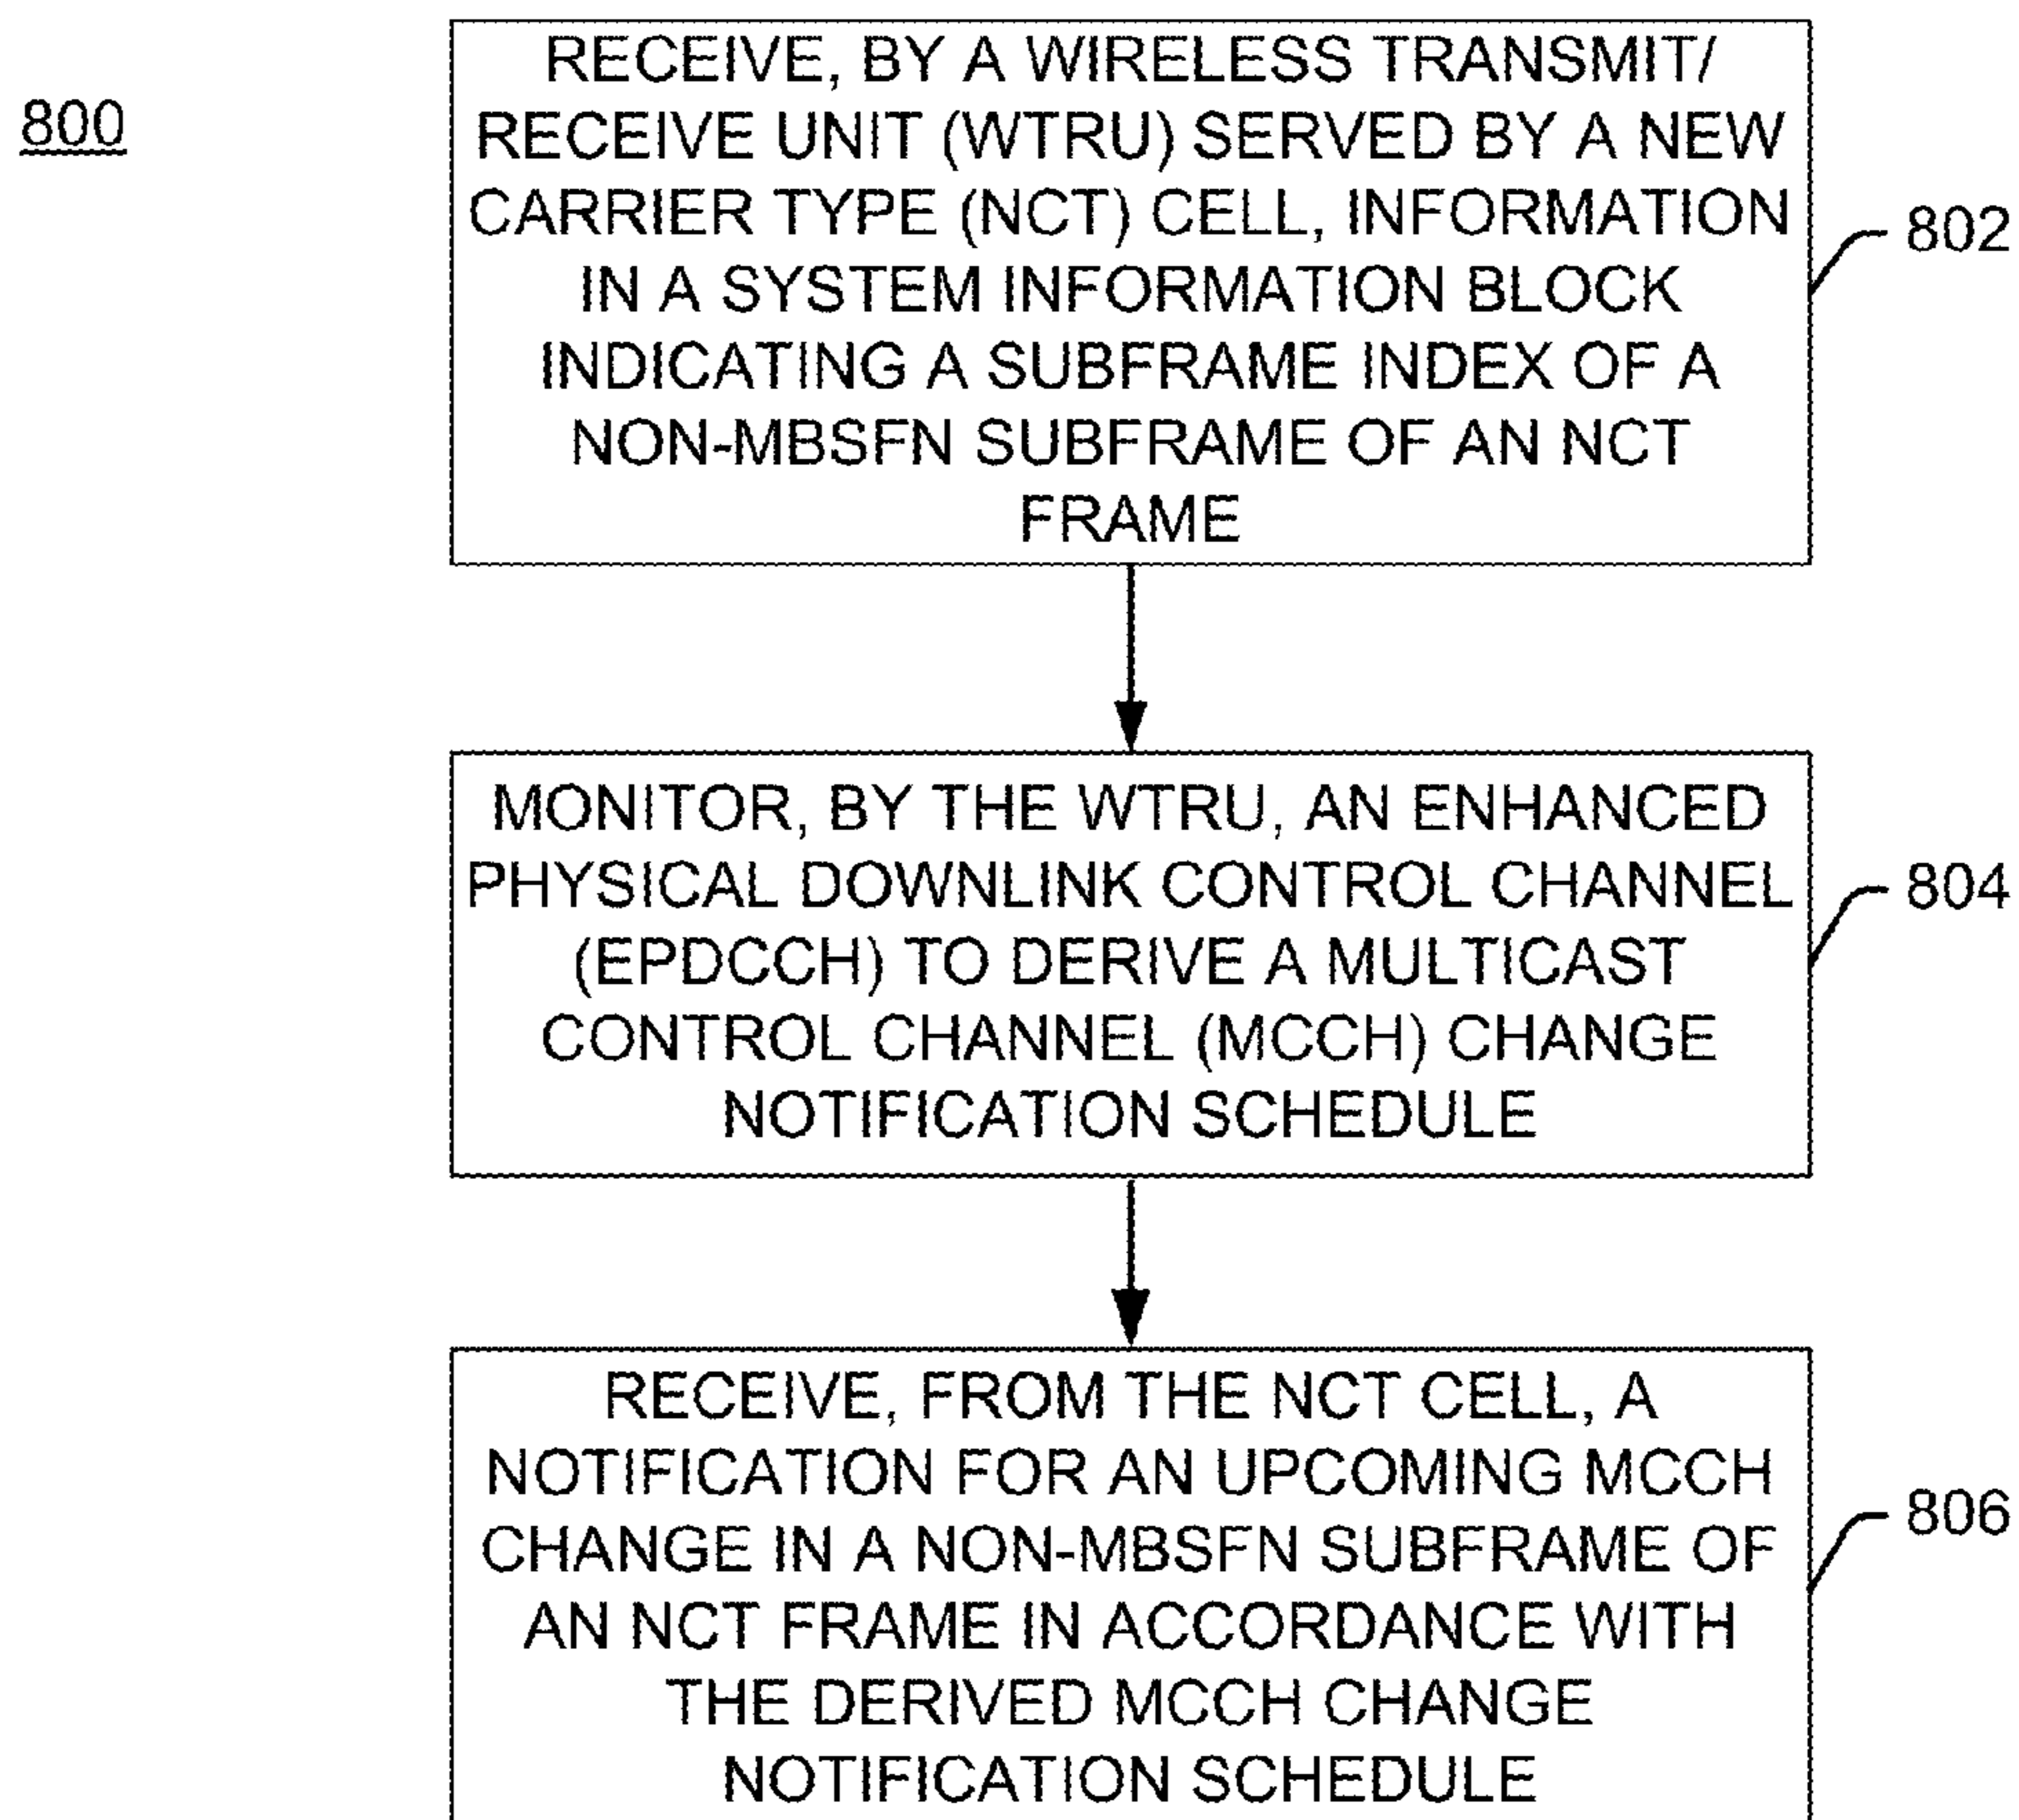 800
RECEIVE, BY A WIRELESS TRANSMIT/
RECEIVE UNIT (WTRU) SERVED BY A NEW
CARRIER TYPE (NCT) CELL, INFORMATION
IN A SYSTEM INFORMATION BLOCK
INDICATING A SUBFRAME INDEX OF A
NON-MBSFN SUBFRAME OF AN NCT
FRAME
802
MONITOR, BY THE WTRU, AN ENHANCED
PHYSICAL DOWNLINK CONTROL CHANNEL
(EPDCCH) TO DERIVE A MULTICAST
CONTROL CHANNEL (MCCH) CHANGE
NOTIFICATION SCHEDULE
804
RECEIVE, FROM THE NCT CELL, A
NOTIFICATION FOR AN UPCOMING MCCH
CHANGE IN A NON-MBSFN SUBFRAME OF
AN NCT FRAME IN ACCORDANCE WITH
THE DERIVED MCCH CHANGE
NOTIFICATION SCHEDULE
806